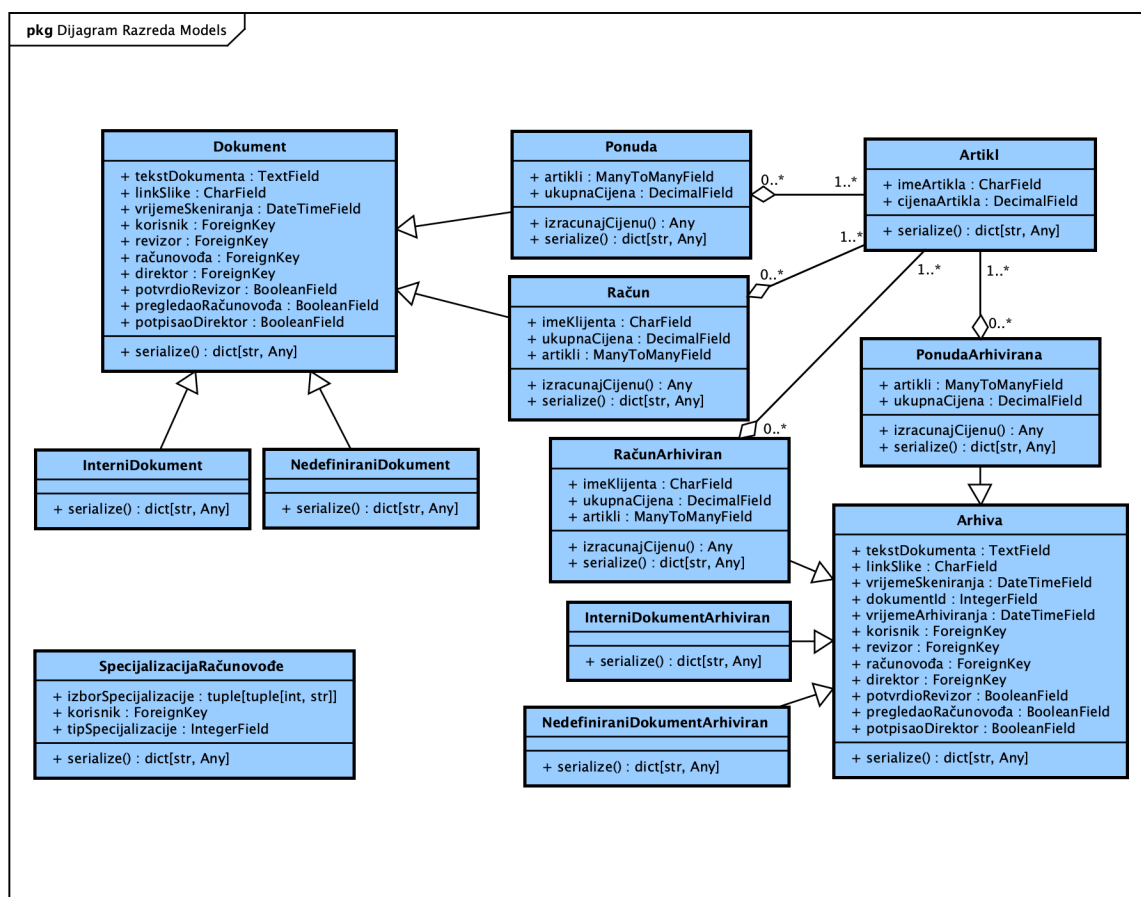 pkg Dijagram Razreda Models
Dokument
+ tekstDokumenta : TextField
+ linkSlike : CharField
+ vrijemeSkeniranja : DateTimeField
+ korisnik : ForeignKey
+ revizor : ForeignKey
+ računovođa : ForeignKey
+ direktor : ForeignKey
+ potvrdioRevizor : BooleanField
+ pregledaoRačunovođa : BooleanField
+ potpisaoDirektor : BooleanField
+ serialize() : dict[str, Any]
Ponuda
+ artikli : ManyToManyField
+ ukupnaCijena : DecimalField
+ izracunajCijenu() : Any
+ serialize() : dict[str, Any]
0..*
1..*
Artikl
+ imeArtikla : CharField
+ cijenaArtikla : DecimalField
+ serialize() : dict[str, Any]
1..*
0..*
1..*
1..*
Račun
+ imeKlijenta : CharField
+ ukupnaCijena : DecimalField
+ artikli : ManyToManyField
+ izracunajCijenu() : Any
+ serialize() : dict[str, Any]
0..*
0..*
PonudaArhivirana
+ artikli : ManyToManyField
+ ukupnaCijena : DecimalField
+ izracunajCijenu() : Any
+ serialize() : dict[str, Any]
InterniDokument
+ serialize() : dict[str, Any]
NedefiniraniDokument
+ serialize() : dict[str, Any]
RačunArhiviran
+ imeKlijenta : CharField
+ ukupnaCijena : DecimalField
+ artikli : ManyToManyField
+ izracunajCijenu() : Any
+ serialize() : dict[str, Any]
Arhiva
+ tekstDokumenta : TextField
+ linkSlike : CharField
+ vrijemeSkeniranja : DateTimeField
+ dokumentId : IntegerField
+ vrijemeArhiviranja : DateTimeField
+ korisnik : ForeignKey
+ revizor : ForeignKey
+ računovođa : ForeignKey
+ direktor : ForeignKey
+ potvrdioRevizor : BooleanField
+ pregledaoRačunovođa : BooleanField
+ potpisaoDirektor : BooleanField
+ serialize() : dict[str, Any]
InterniDokumentArhiviran
+ serialize() : dict[str, Any]
SpecijalizacijaRačunovođe
+ izborSpecijalizacije : tuple[tuple[int, str]]
+ korisnik : ForeignKey
+ tipSpecijalizacije : IntegerField
+ serialize() : dict[str, Any]
NedefiniraniDokumentArhiviran
+ serialize() : dict[str, Any]